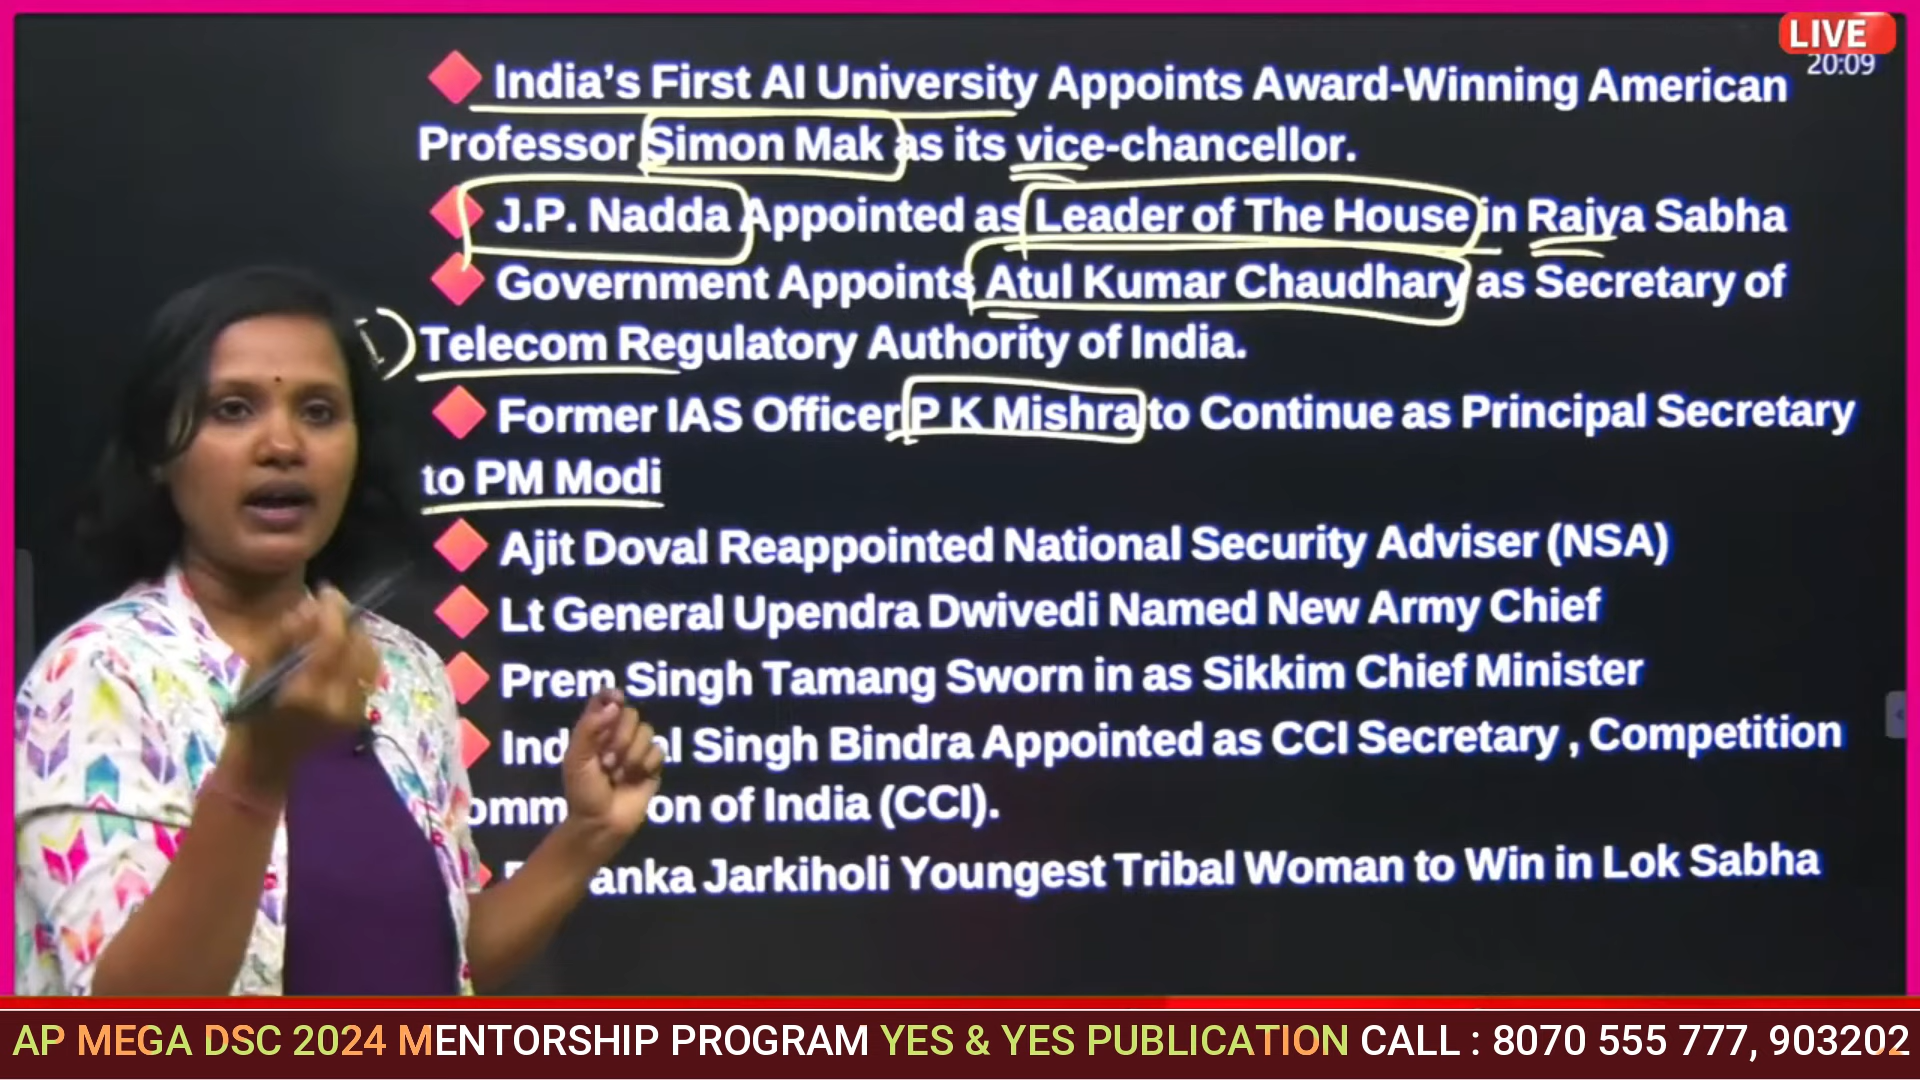 LIVE
20:09
India’s First AI University Appoints Award-Winning American
Professor Simon Mak as its vice-chancellor.
J.P. Nadda Appointed as Leader of The House in Rajya Sabha
Government Appoints Atul Kumar Chaudhary as Secretary of
Telecom Regulatory Authority of India.
Former IAS Officer P K Mishra to Continue as Principal Secretary
to PM Modi
Ajit Doval Reappointed National Security Adviser (NSA)
Lt General Upendra Dwivedi Named New Army Chief
Prem Singh Tamang Sworn in as Sikkim Chief Minister
Singh Bindra Appointed as CCI Secretary , Competition
of India (CCI).
Jarkiholi Youngest Tribal Woman to Win in Lok Sabha
AP MEGA DSC 2024 MENTORSHIP PROGRAM YES & YES PUBLICATION CALL : 8070 555 777, 903202